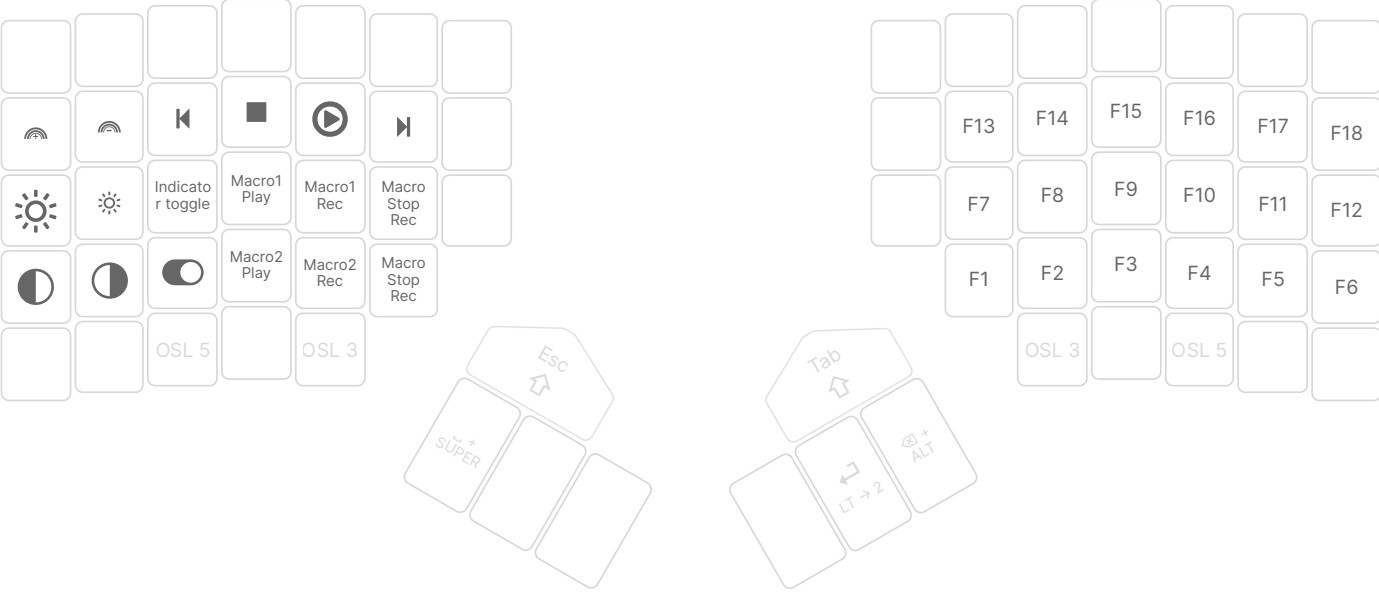 F13
F14
F15
F16
F17
F18
Indicato
r toggle
Macro1
Play
Macro1
Rec
Macro
Stop
Rec
F7
F8
F9
F10
F11
F12
Macro2
Play
Macro2
Rec
Macro
Stop
Rec
F1
F2
F3
F4
F5
F6
OSL 5
OSL 3
OSL 3
OSL 5
Esc
Tab
+
SUPER
+
ALT
LT → 2